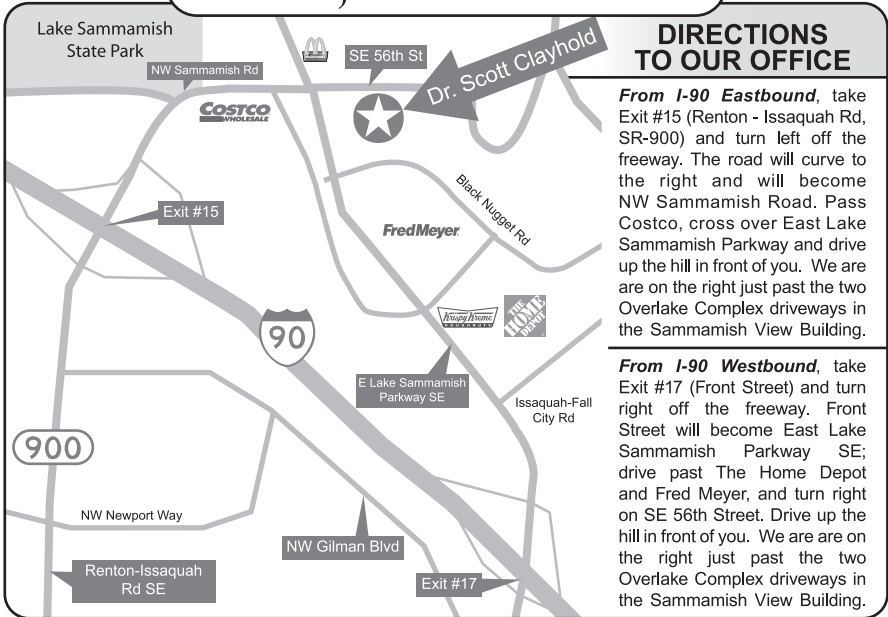 Lake Sammamish
State Park
NW Sammamish Rd
SE 56th St
Dr. Scott Clayhold
COSTCO
WHOLESALE
Exit #15
Black Nugget Rd
FredMeyer
90
Krispy Kreme
DOUGHNUTS
THE
HOME
DEPOT
E Lake Sammamish
Parkway SE
Issaquah-Fall
City Rd
900
NW Newport Way
NW Gilman Blvd
Renton-Issaquah
Rd SE
Exit #17
DIRECTIONS
TO OUR OFFICE
From I-90 Eastbound, take
Exit #15 (Renton - Issaquah Rd,
SR-900) and turn left off the
freeway. The road will curve to
the right and will become
NW Sammamish Road. Pass
Costco, cross over East Lake
Sammamish Parkway and drive
up the hill in front of you. We are
are on the right just past the two
Overlake Complex driveways in
the Sammamish View Building.
From I-90 Westbound, take
Exit #17 (Front Street) and turn
right off the freeway. Front
Street will become East Lake
Sammamish Parkway SE;
drive past The Home Depot
and Fred Meyer, and turn right
on SE 56th Street. Drive up the
hill in front of you. We are are on
the right just past the two
Overlake Complex driveways in
the Sammamish View Building.